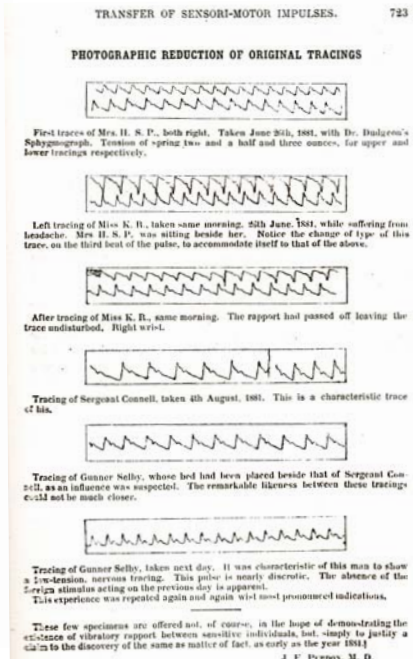 TRANSFER OF SENSORI-MOTOR IMPULSES. 723
PHOTOGRAPHIC REDUCTION OF ORIGINAL TRACINGS
First traces of Mrs. H. S. P., both right. Taken June 26th, 1881, with Dr. Dudgeon's
Sphygmograph. Tension of spring two and a half and three ounces, for upper and
lower tracings respectively.
Left tracing of Miss K. R., taken same morning, 26th June, 1881, while suffering from
headache. Mrs H. S. P. was sitting beside her. Notice the change of type of this
trace, on the third beat of the pulse, to accommodate itself to that of the above.
After tracing of Miss K. R., same morning. The rapport had passed off leaving the
trace undisturbed. Right wrist.
Tracing of Sergeant Connell, taken 4th August, 1881. This is a characteristic trace
of his.
Tracing of Gunner Selby, whose bed had been placed beside that of Sergeant Con-
nell, as an influence was suspected. The remarkable likeness between these tracings
could not be much closer.
Tracing of Gunner Selby, taken next day. It was characteristic of this man to show
a low-tension, nervous tracing. This pulse is nearly discrotic. The absence of the
foreign stimulus acting on the previous day is apparent.
This experience was repeated again and again wist most pronounced indications.
These few specimens are offered not, of course, in the hope of demonstrating the
existence of vibratory rapport between sensitive individuals, but, simply to justify a
claim to the discovery of the same as matter of fact, as early as the year 1881.
M. D.